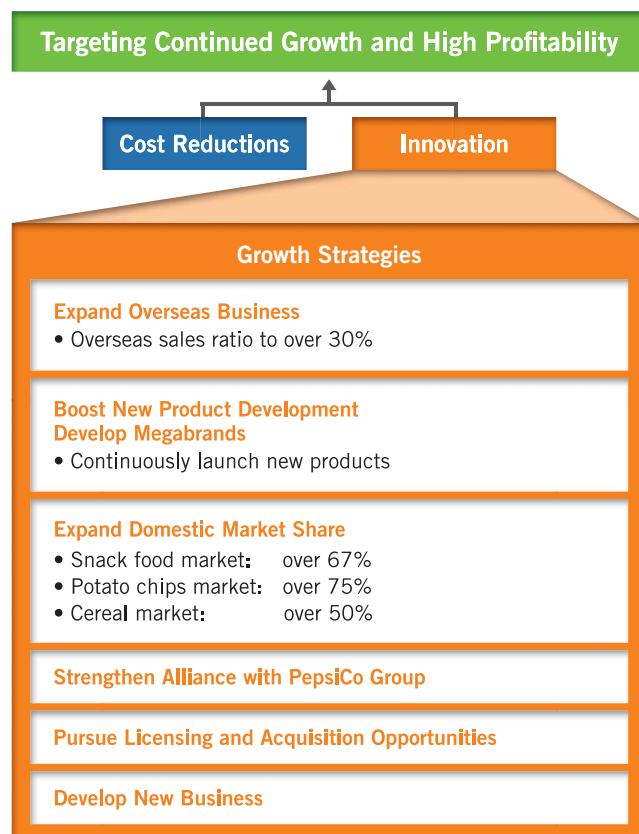 Targeting Continued Growth and High Profitability
Cost Reductions
Innovation
Growth Strategies
Expand Overseas Business
• Overseas sales ratio to over 30%
Boost New Product Development
Develop Megabrands
• Continuously launch new products
Expand Domestic Market Share
• Snack food market: over 67%
• Potato chips market: over 75%
• Cereal market: over 50%
Strengthen Alliance with PepsiCo Group
Pursue Licensing and Acquisition Opportunities
Develop New Business